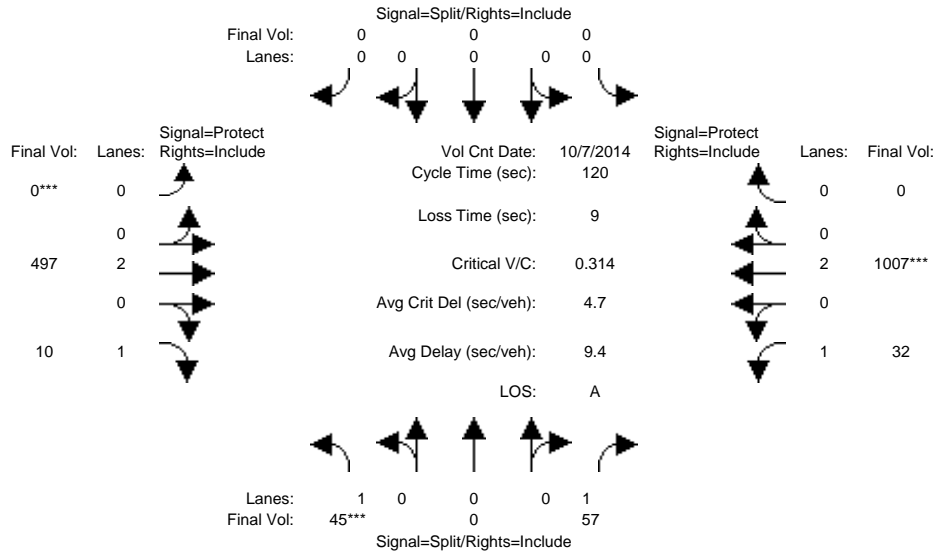 Signal=Split/Rights=Include
Final Vol: 0 0 0
Lanes: 0 0 0 0 0
Signal=Protect Signal=Protect
Final Vol: Lanes: Rights=Include Vol Cnt Date: 10/7/2014 Rights=Include Lanes: Final Vol:
Cycle Time (sec): 120
0*** 0 0 0
Loss Time (sec): 9
0 0
497 2 Critical V/C: 0.314 2 1007***
0 Avg Crit Del (sec/veh): 4.7 0
10 1 Avg Delay (sec/veh): 9.4 1 32
LOS: A
Lanes: 1 0 0 0 1
Final Vol: 45*** 0 57
Signal=Split/Rights=Include